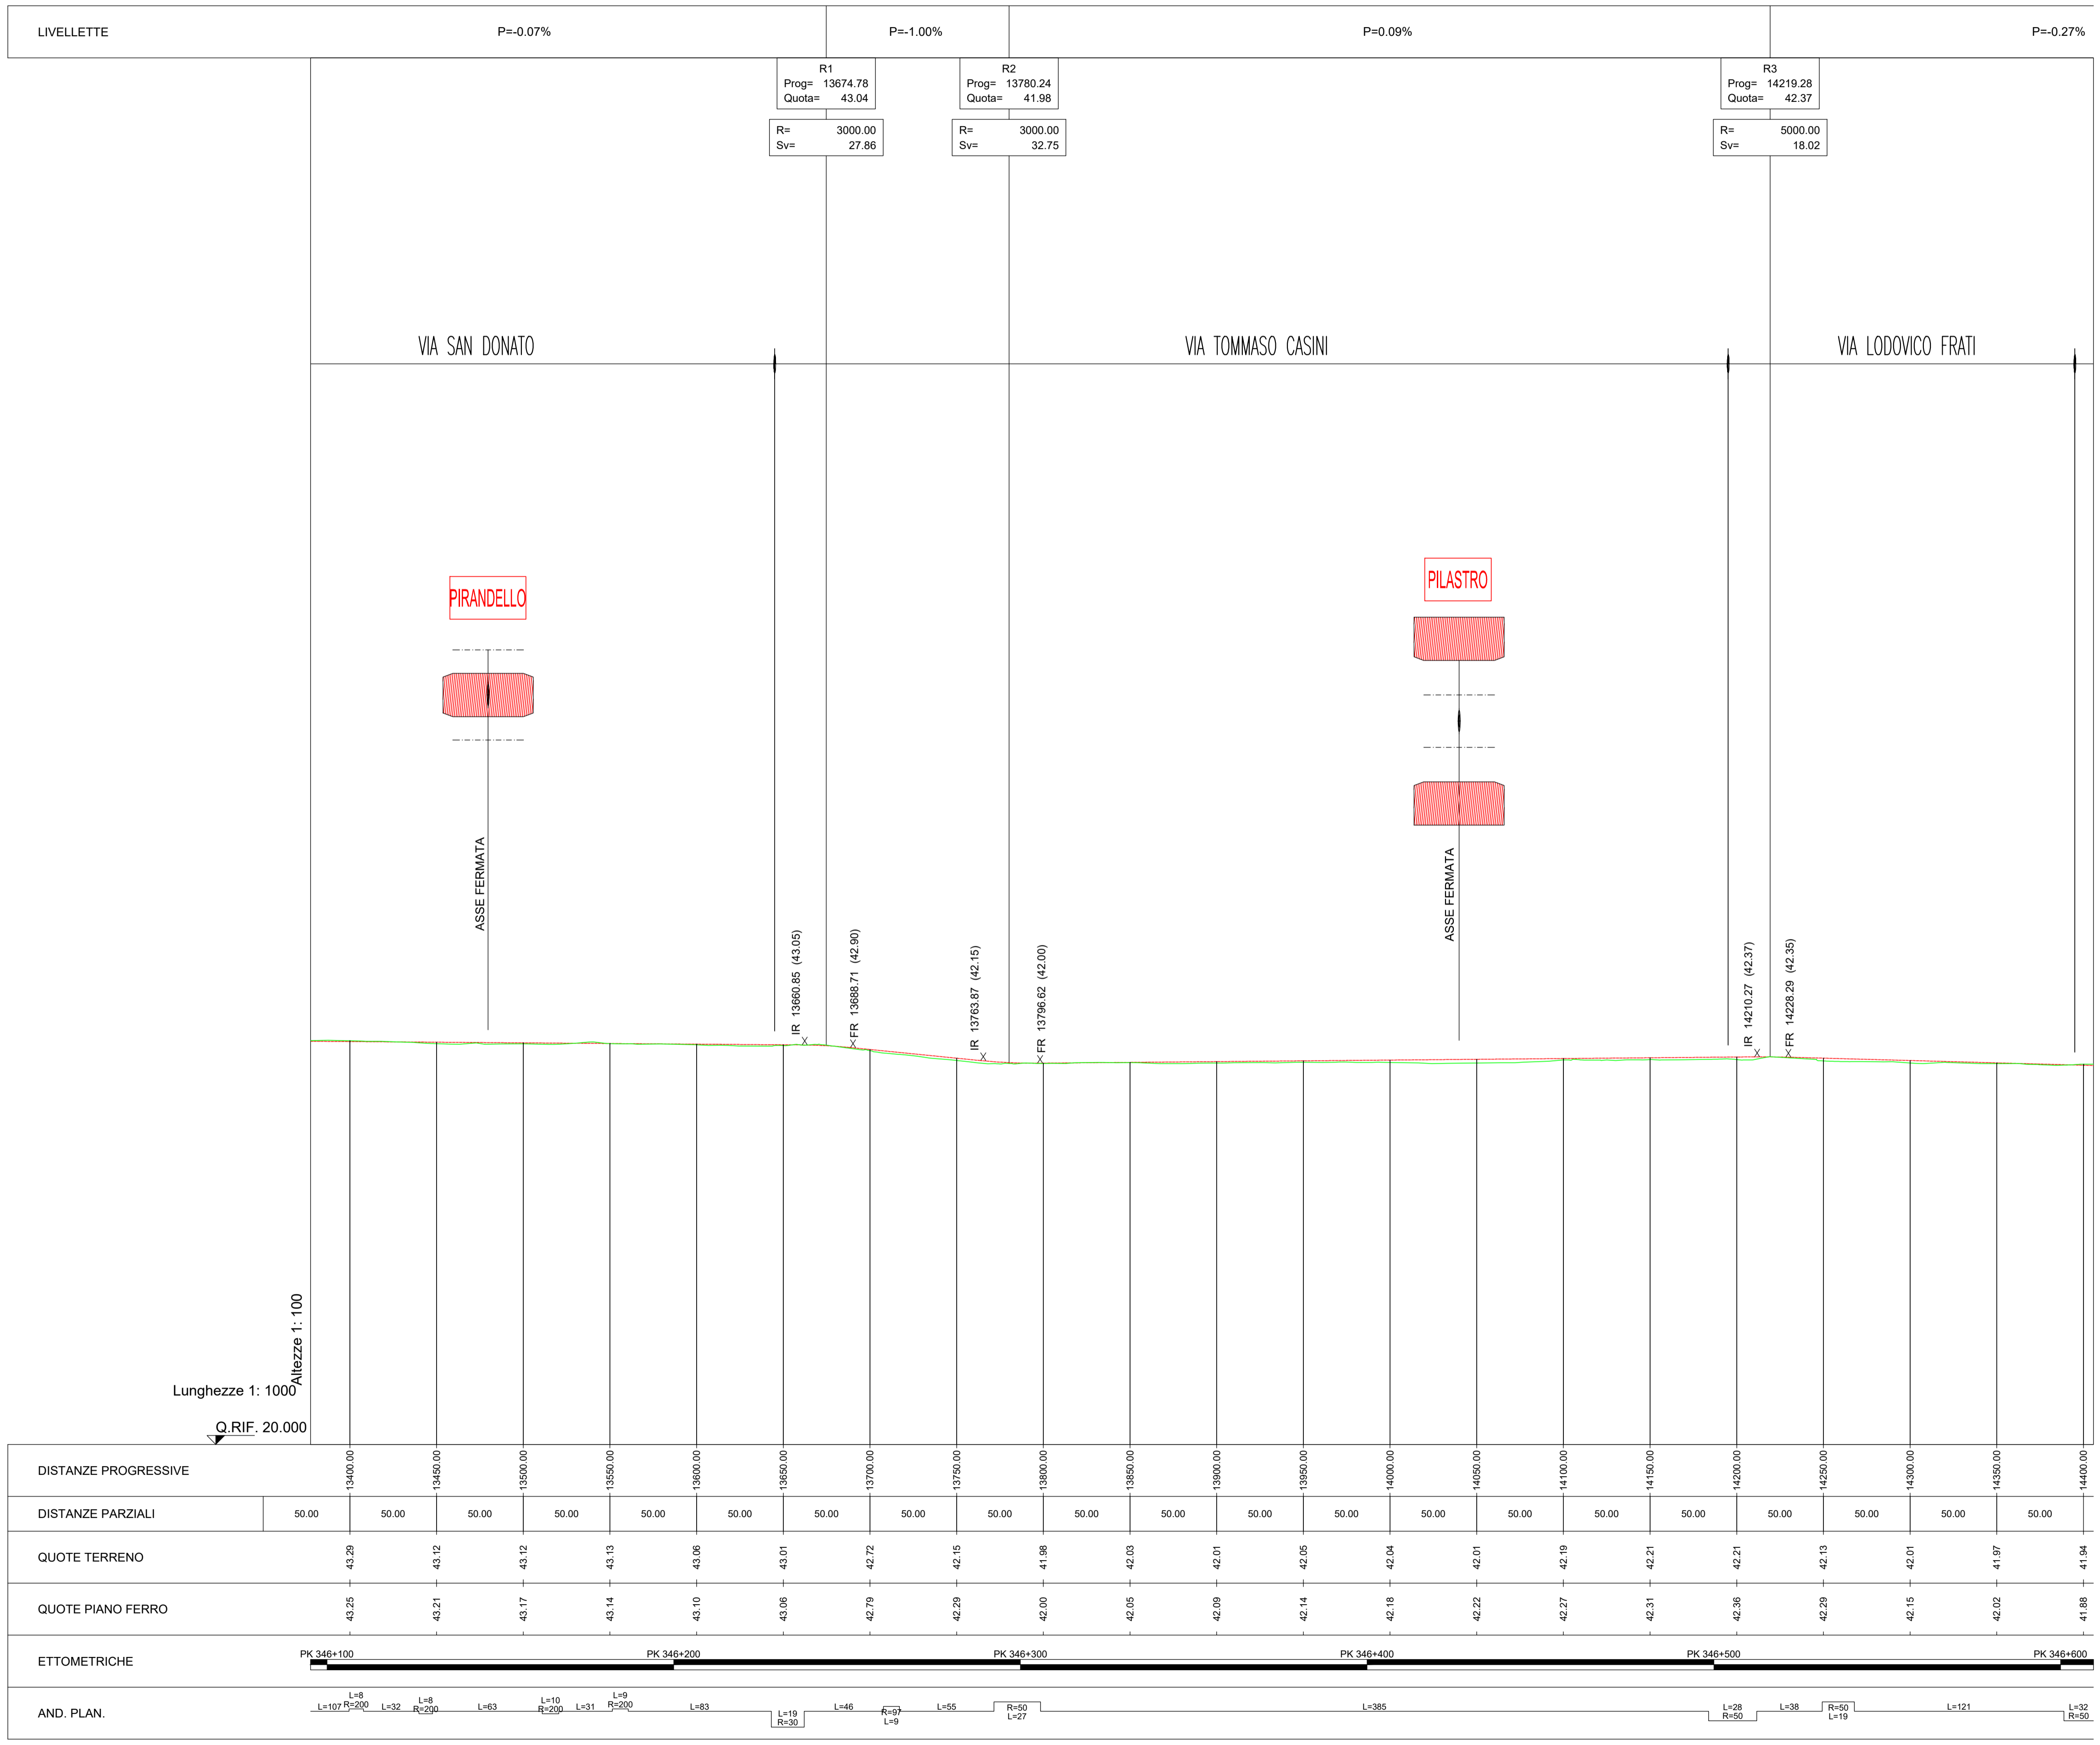 LIVELLETTE P=-0.07% P=-1.00% P=0.09% P=-0.27%
R1
Prog= 13674.78
Quota= 43.04
R= 3000.00
Sv= 27.86
R2
Prog= 13780.24
Quota= 41.98
R= 3000.00
Sv= 32.75
R3
Prog= 14219.28
Quota= 42.37
R= 5000.00
Sv= 18.02
VIA SAN DONATO
VIA TOMMASO CASINI
VIA LODOVICO FRATI
PIRANDELLO
PILASTRO
ASSE FERMATA
ASSE FERMATA
IR 13660.85 (43.05)
FR 13688.71 (42.90)
IR 13763.87 (42.15)
FR 13796.62 (42.00)
IR 14210.27 (42.37)
FR 14228.29 (42.35)
Altezze 1: 100
Lunghezze 1: 1000
Q.RIF. 20.000
DISTANZE PROGRESSIVE 13400.00 13450.00 13500.00 13550.00 13600.00 13650.00 13700.00 13750.00 13800.00 13850.00 13900.00 13950.00 14000.00 14050.00 14100.00 14150.00 14200.00 14250.00 14300.00 14350.00 14400.00
DISTANZE PARZIALI 50.00 50.00 50.00 50.00 50.00 50.00 50.00 50.00 50.00 50.00 50.00 50.00 50.00 50.00 50.00 50.00 50.00 50.00 50.00 50.00 50.00
QUOTE TERRENO 43.29 43.12 43.12 43.13 43.06 43.01 42.72 42.15 41.98 42.03 42.01 42.05 42.04 42.01 42.19 42.21 42.21 42.13 42.01 41.97 41.94
QUOTE PIANO FERRO 43.25 43.21 43.17 43.14 43.10 43.06 42.79 42.29 42.00 42.05 42.09 42.14 42.18 42.22 42.27 42.31 42.36 42.29 42.15 42.02 41.88
ETTOMETRICHE PK 346+100 PK 346+200 PK 346+300 PK 346+400 PK 346+500 PK 346+600
AND. PLAN.
L=107
L=8
R=200
L=32
L=8
R=200
L=63
L=10
R=200
L=31
L=9
R=200
L=83
L=19
R=30
L=46
R=97
L=9
L=55
R=50
L=27
L=385
L=28
R=50
L=38
R=50
L=19
L=121
L=32
R=50